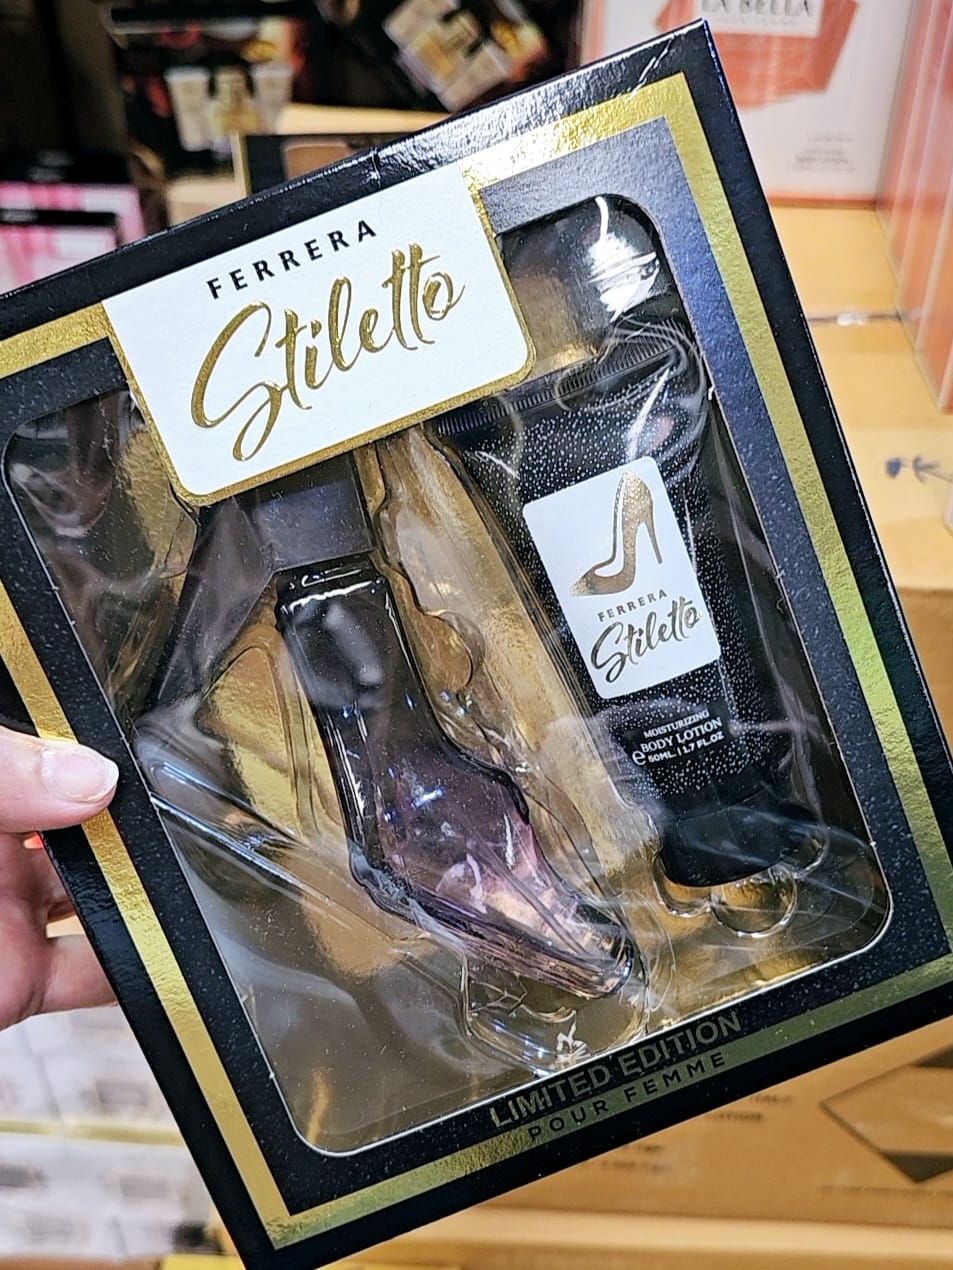 LA BELLA
FERRERA
Stiletto
FERRERA
Stiletto
MOISTURIZING
BODY LOTION
℮ 50ML | 1.7 FL.OZ
LIMITED EDITION
POUR FEMME